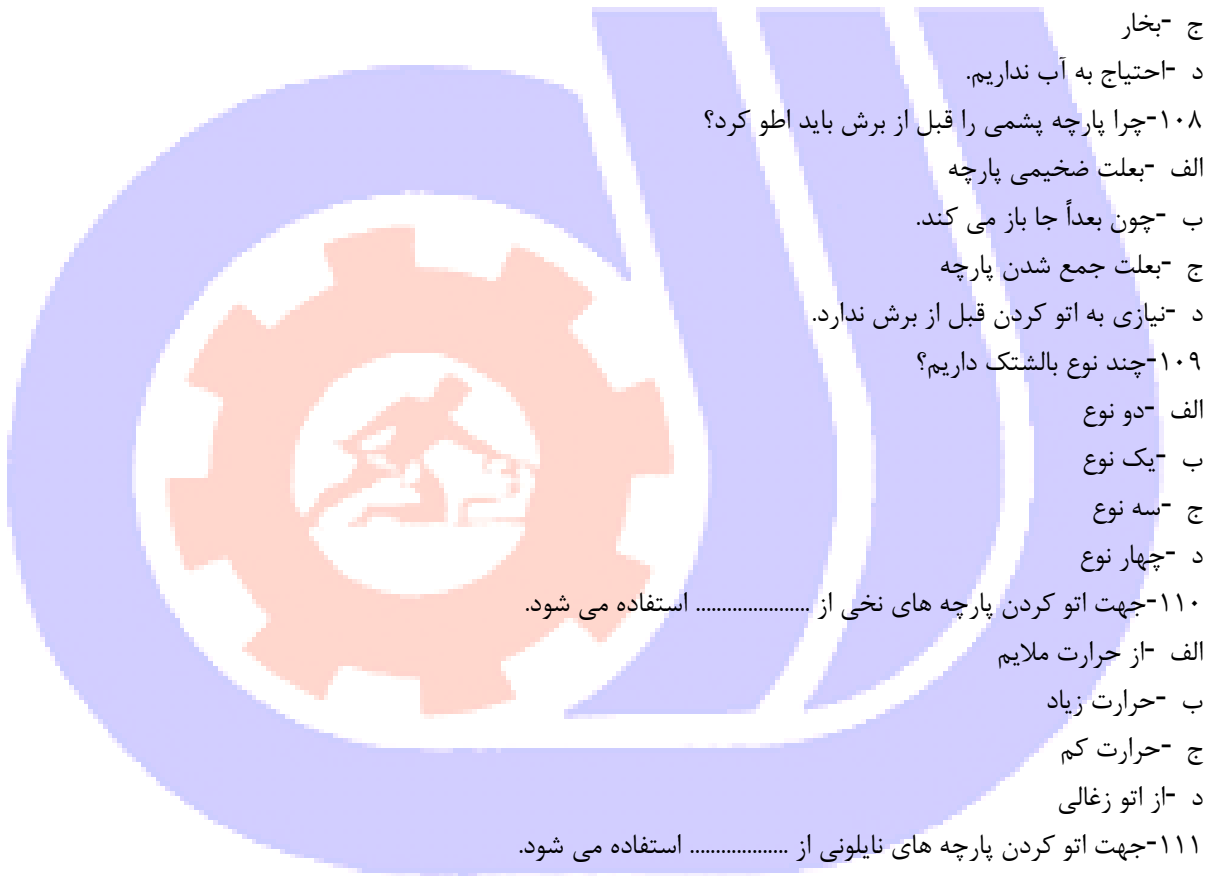 ج -بخار
د -احتیاج به آب نداریم.
۱۰۸-چرا پارچه پشمی را قبل از برش باید اطو کرد؟
الف -بعلت ضخیمی پارچه
ب -چون بعداً جا باز می کند.
ج -بعلت جمع شدن پارچه
د -نیازی به اتو کردن قبل از برش ندارد.
۱۰۹-چند نوع بالشتک داریم؟
الف -دو نوع
ب -یک نوع
ج -سه نوع
د -چهار نوع
۱۱۰-جهت اتو کردن پارچه های نخی از ...................... استفاده می شود.
الف -از حرارت ملایم
ب -حرارت زیاد
ج -حرارت کم
د -از اتو زغالی
۱۱۱-جهت اتو کردن پارچه های نایلونی از ................... استفاده می شود.